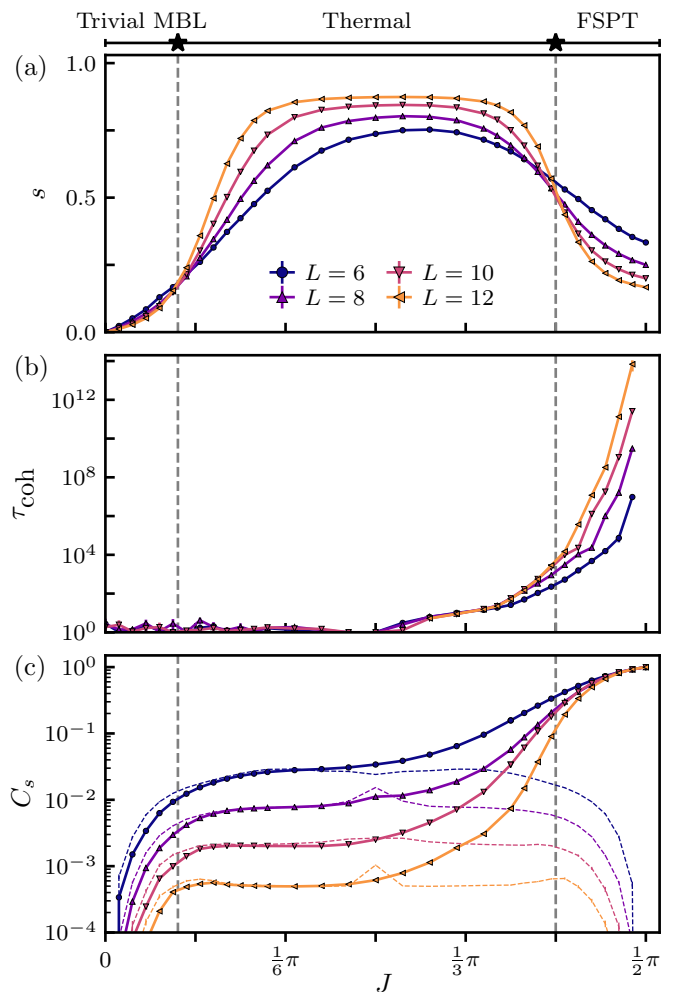 Trivial MBL Thermal FSPT
(a)
1.0
0.5
0.0
s
L = 6 L = 10
L = 8 L = 12
(b)
10^12
10^8
10^4
10^0
τ_coh
(c)
10^0
10^−1
10^−2
10^−3
10^−4
C_s
0 1/6 π 1/3 π 1/2 π
J